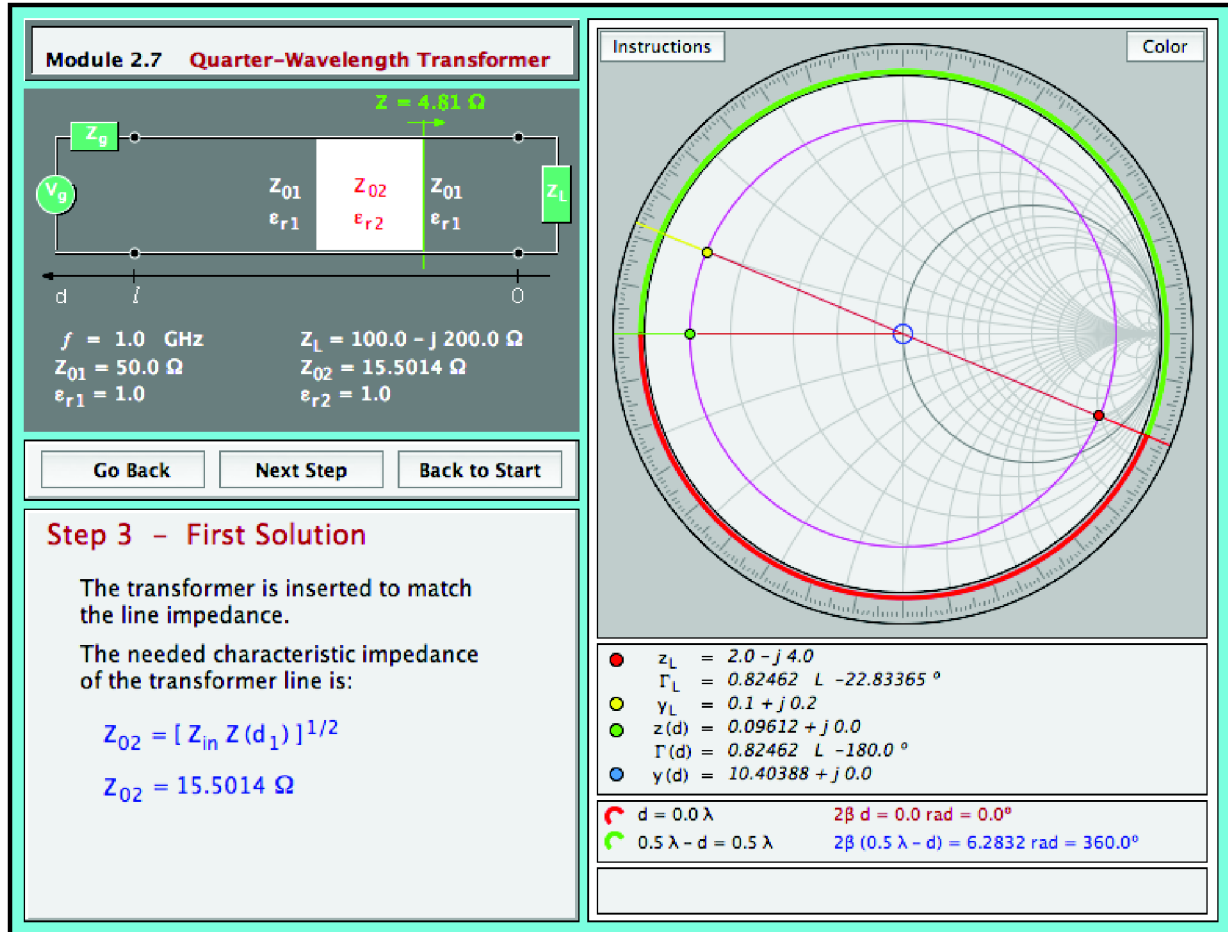 Module 2.7 Quarter-Wavelength Transformer
Z = 4.81 Ω
Zg
Vg
Z01
εr1
Z02
εr2
Z01
εr1
ZL
d
l
0
f = 1.0 GHz
ZL = 100.0 - j 200.0 Ω
Z01 = 50.0 Ω
Z02 = 15.5014 Ω
εr1 = 1.0
εr2 = 1.0
Go Back
Next Step
Back to Start
Step 3 - First Solution
The transformer is inserted to match
the line impedance.
The needed characteristic impedance
of the transformer line is:
Z02 = [ Zin Z(d1) ]1/2
Z02 = 15.5014 Ω
Instructions
Color
zL = 2.0 - j 4.0
ΓL = 0.82462 L -22.83365 º
yL = 0.1 + j 0.2
z(d) = 0.09612 + j 0.0
Γ(d) = 0.82462 L -180.0 º
y(d) = 10.40388 + j 0.0
d = 0.0 λ
2β d = 0.0 rad = 0.0º
0.5 λ - d = 0.5 λ
2β (0.5 λ - d) = 6.2832 rad = 360.0º